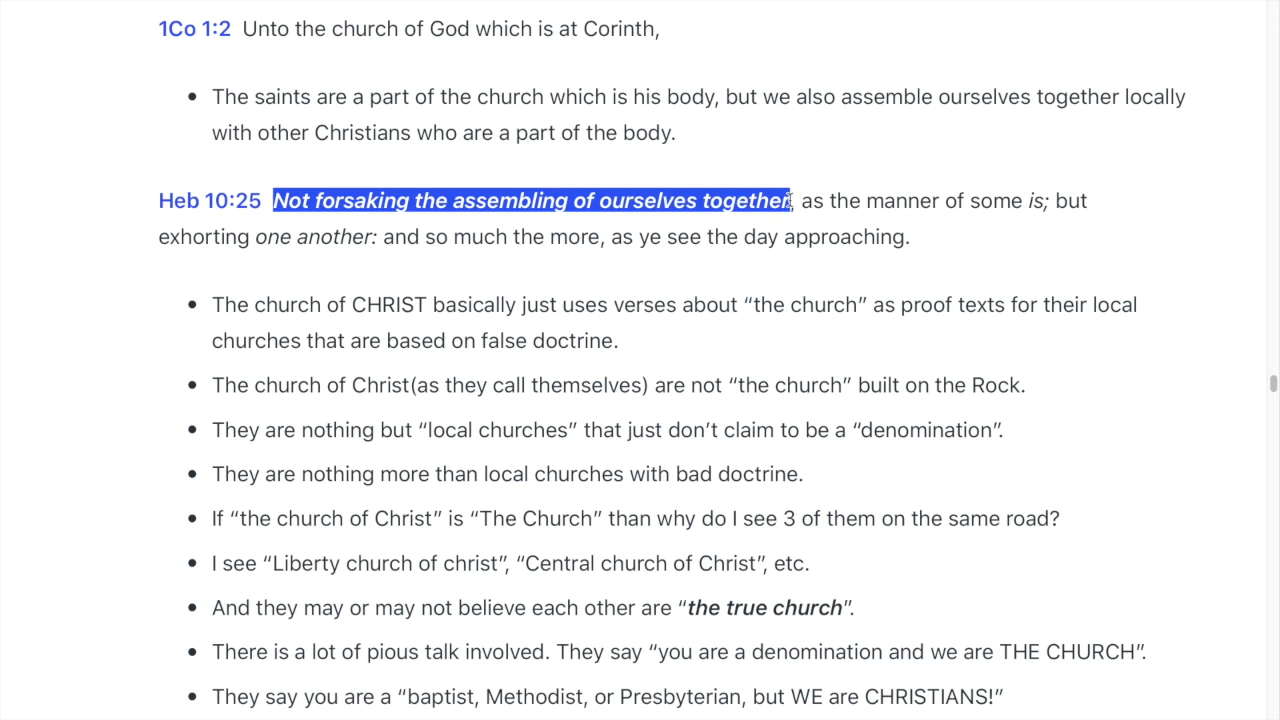 1Co 1:2 Unto the church of God which is at Corinth,
• The saints are a part of the church which is his body, but we also assemble ourselves together locally
with other Christians who are a part of the body.
Heb 10:25 Not forsaking the assembling of ourselves together, as the manner of some is; but
exhorting one another: and so much the more, as ye see the day approaching.
• The church of CHRIST basically just uses verses about “the church” as proof texts for their local
churches that are based on false doctrine.
• The church of Christ(as they call themselves) are not “the church” built on the Rock.
• They are nothing but “local churches” that just don’t claim to be a “denomination”.
• They are nothing more than local churches with bad doctrine.
• If “the church of Christ” is “The Church” than why do I see 3 of them on the same road?
• I see “Liberty church of christ”, “Central church of Christ”, etc.
• And they may or may not believe each other are “the true church”.
• There is a lot of pious talk involved. They say “you are a denomination and we are THE CHURCH”.
• They say you are a “baptist, Methodist, or Presbyterian, but WE are CHRISTIANS!”